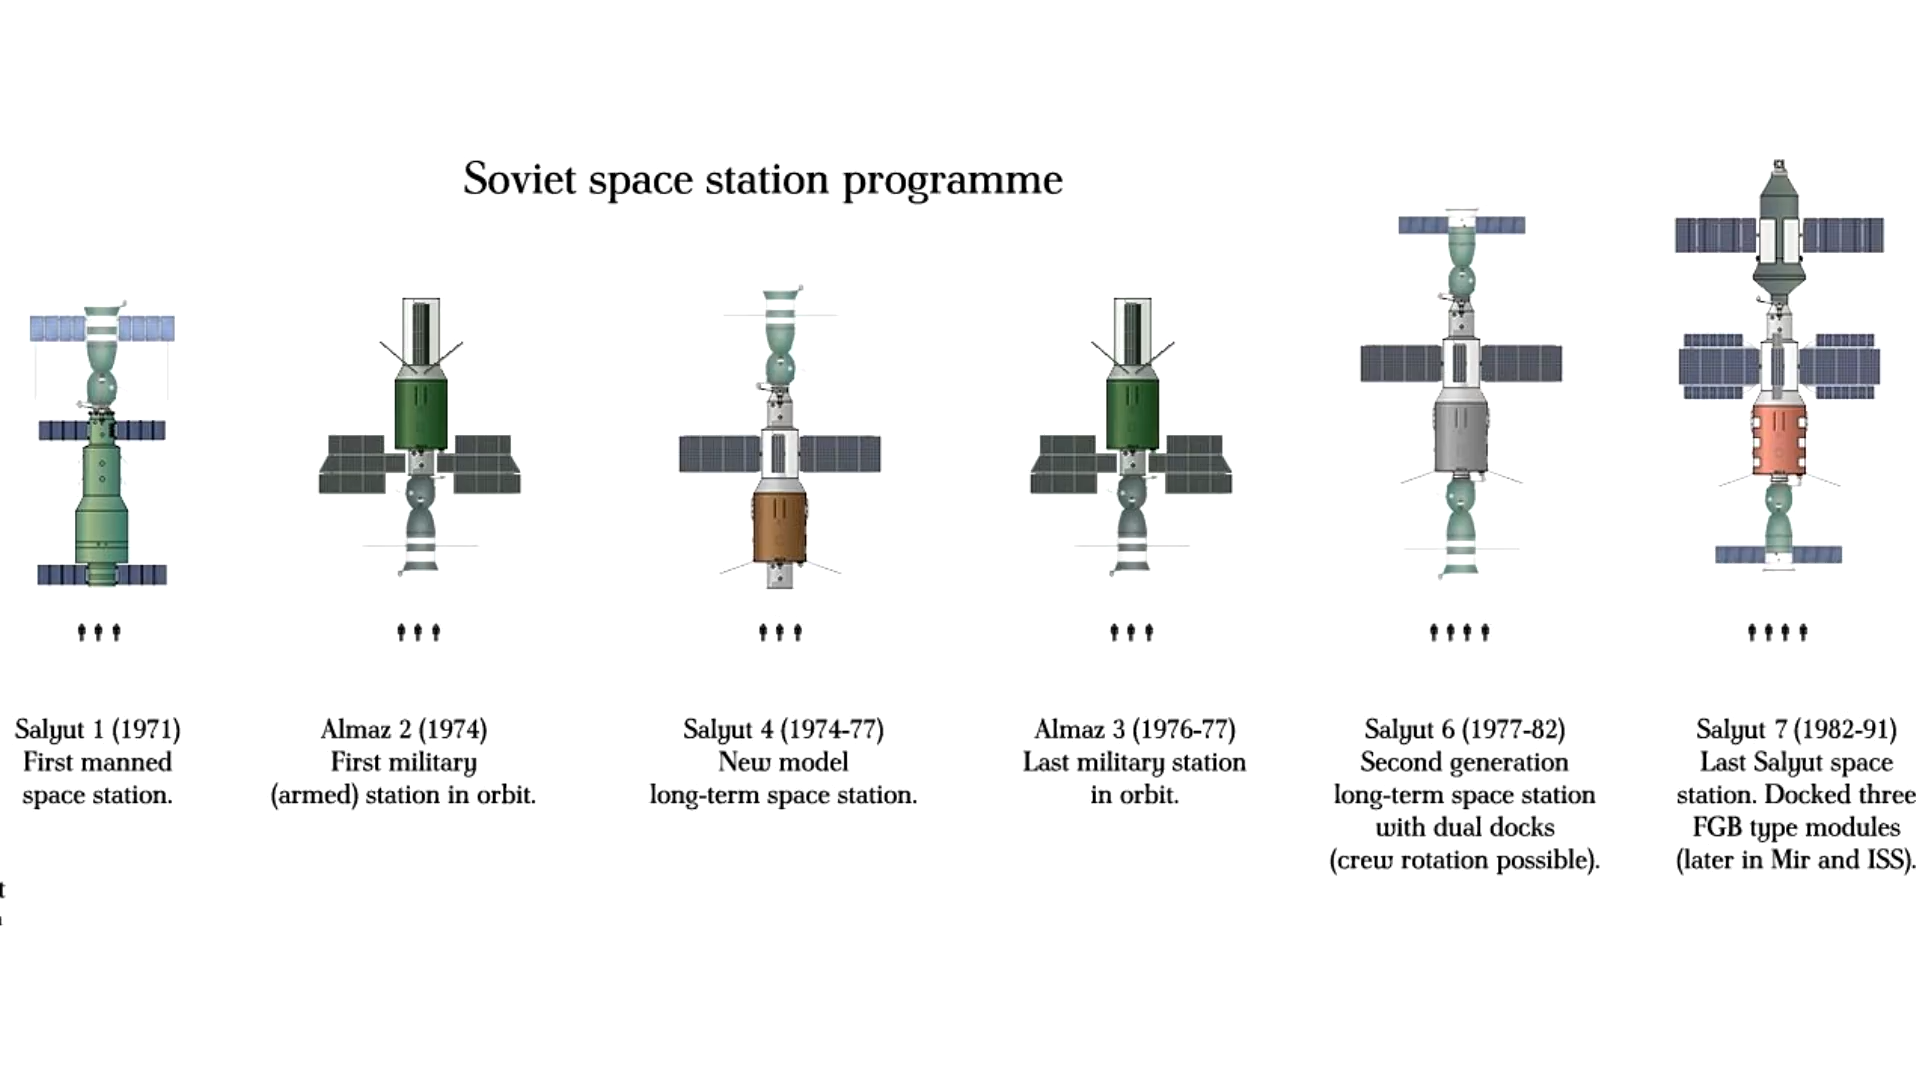 Soviet space station programme
Salyut 1 (1971)
First manned
space station.
Almaz 2 (1974)
First military
(armed) station in orbit.
Salyut 4 (1974-77)
New model
long-term space station.
Almaz 3 (1976-77)
Last military station
in orbit.
Salyut 6 (1977-82)
Second generation
long-term space station
with dual docks
(crew rotation possible).
Salyut 7 (1982-91)
Last Salyut space
station. Docked three
FGB type modules
(later in Mir and ISS).